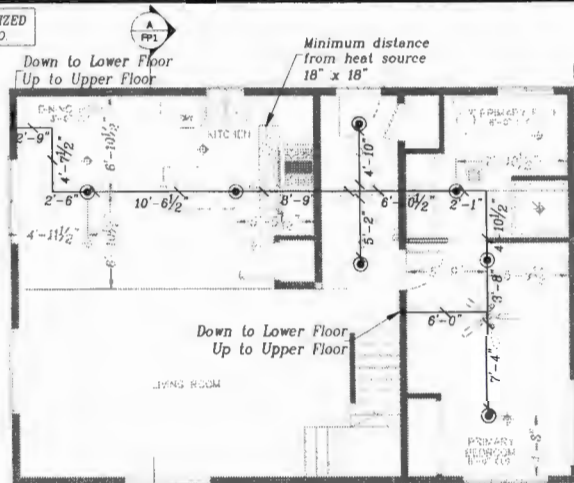 IZED
O.
A
FP1
Down to Lower Floor
Up to Upper Floor
Minimum distance
from heat source
18" x 18"
DINING
KITCHEN
PRIMARY
2'-9"
4'-7½"
6'-10½"
4'-10"
2'-6"
10'-6½"
8'-9"
6'-0½"
2'-1"
4'-11½"
5'-2"
4'-10½"
3'-8"
Down to Lower Floor
Up to Upper Floor
6'-0"
7'-4"
LIVING ROOM
PRIMARY
BEDROOM